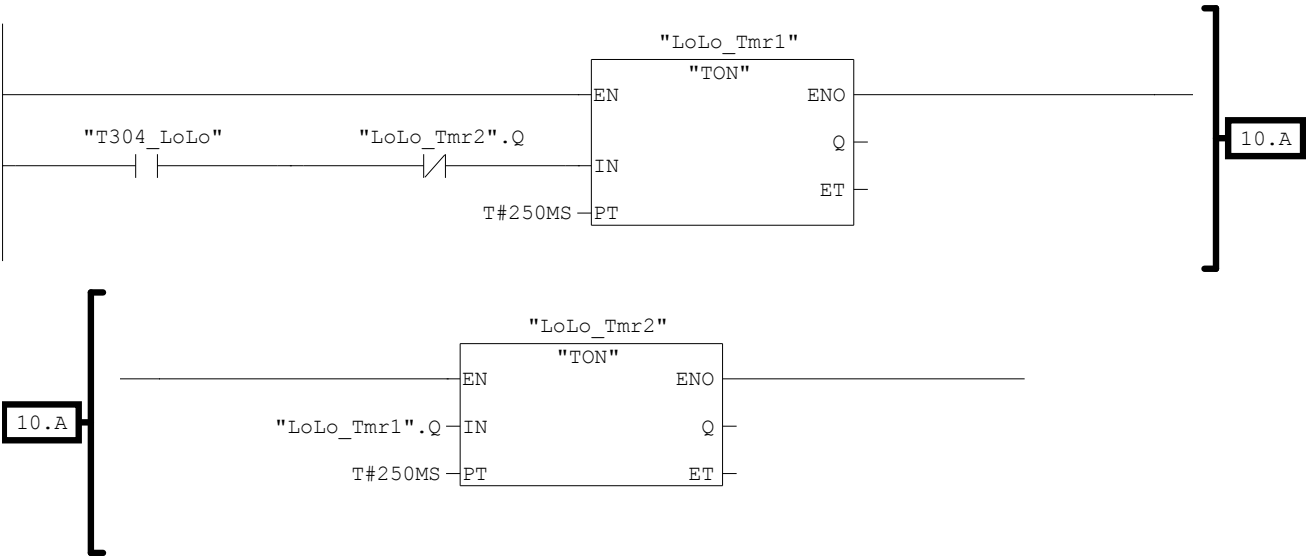 "LoLo_Tmr1"
"TON"
EN ENO
"T304_LoLo" "LoLo_Tmr2".Q
Q
10.A
IN
ET
T#250MS PT
"LoLo_Tmr2"
"TON"
EN ENO
10.A
"LoLo_Tmr1".Q IN Q
T#250MS PT ET